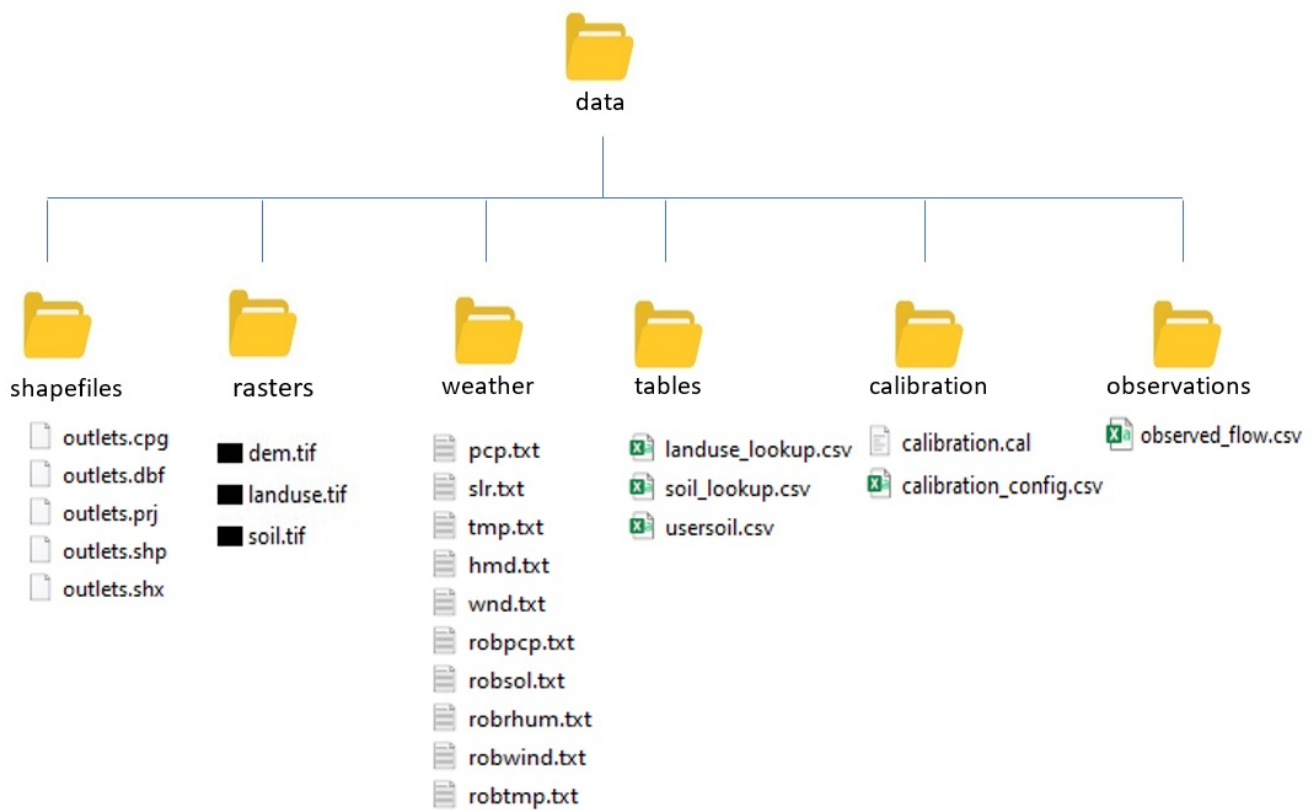 data
shapefiles
outlets.cpg
outlets.dbf
outlets.prj
outlets.shp
outlets.shx
rasters
dem.tif
landuse.tif
soil.tif
weather
pcp.txt
slr.txt
tmp.txt
hmd.txt
wnd.txt
robpcp.txt
robsol.txt
robrhum.txt
robwind.txt
robtmp.txt
tables
landuse_lookup.csv
soil_lookup.csv
usersoil.csv
calibration
calibration.cal
calibration_config.csv
observations
observed_flow.csv